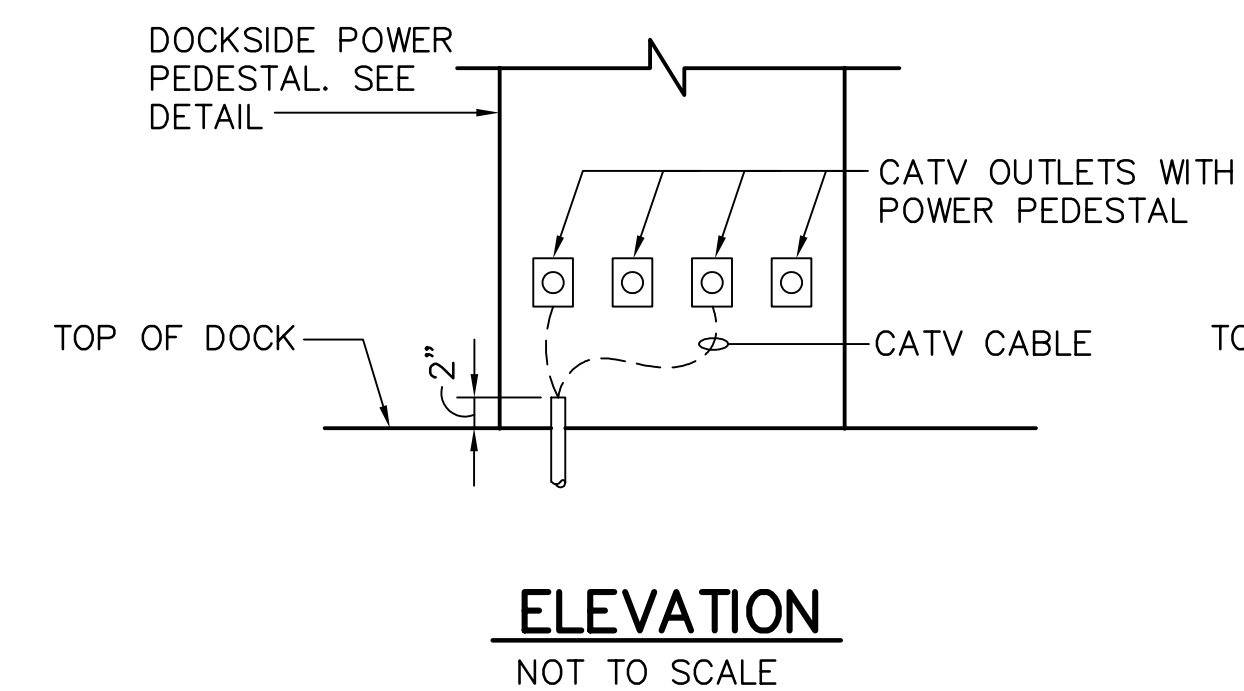 DOCKSIDE POWER
PEDESTAL. SEE
DETAIL
CATV OUTLETS WITH
POWER PEDESTAL
TOP OF DOCK
2"
CATV CABLE
TO
ELEVATION
NOT TO SCALE